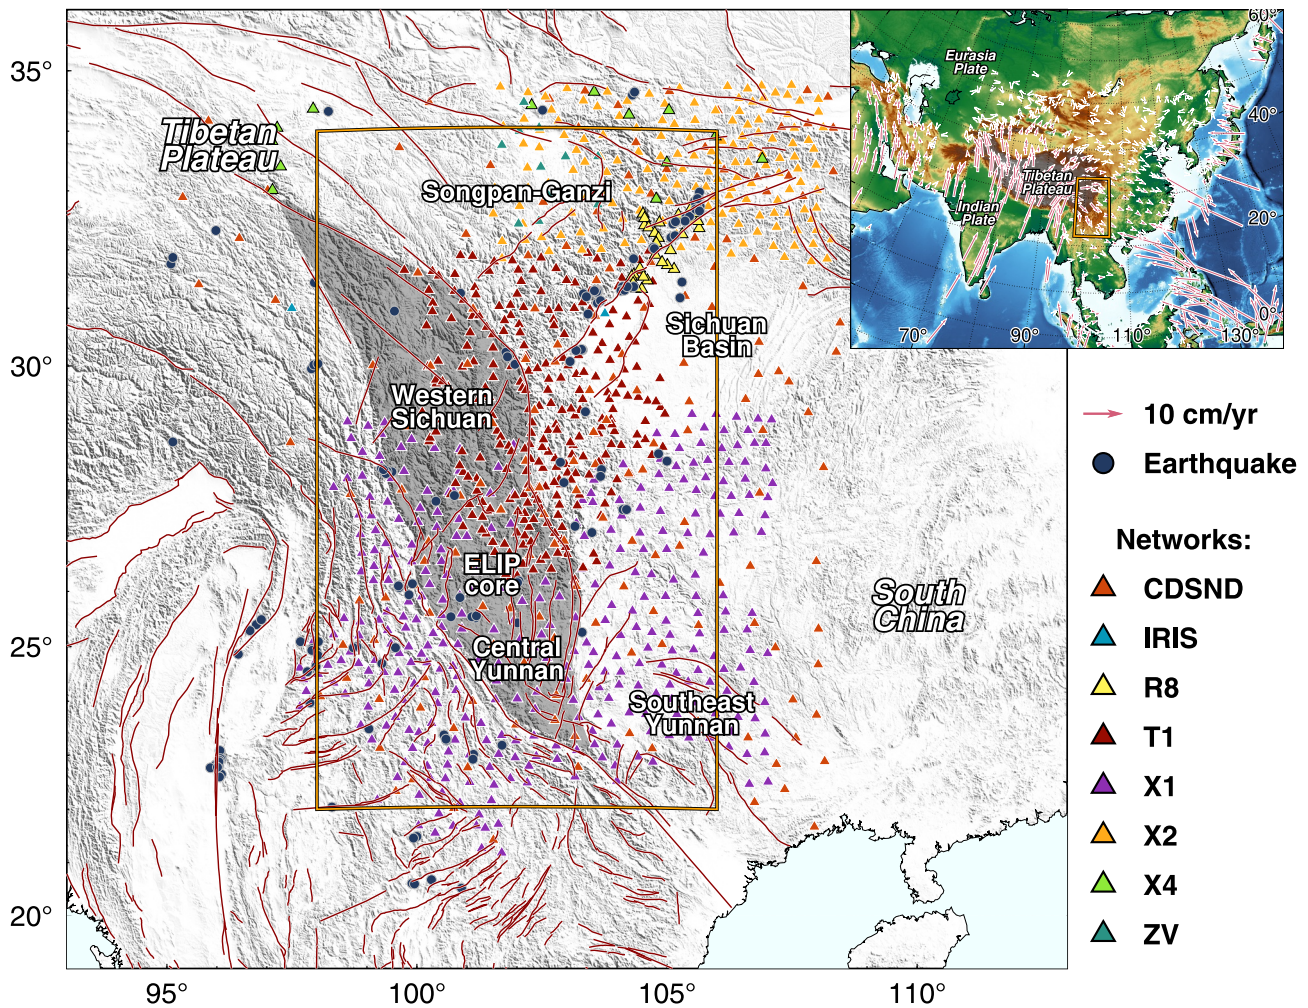 35°
30°
25°
20°
95°
100°
105°
110°
Tibetan
Plateau
Songpan-Ganzi
Sichuan
Basin
Western
Sichuan
ELIP
core
Central
Yunnan
Southeast
Yunnan
South
China
Eurasia
Plate
Tibetan
Plateau
Indian
Plate
60°
40°
20°
0°
70°
90°
110°
130°
10 cm/yr
Earthquake
Networks:
CDSND
IRIS
R8
T1
X1
X2
X4
ZV